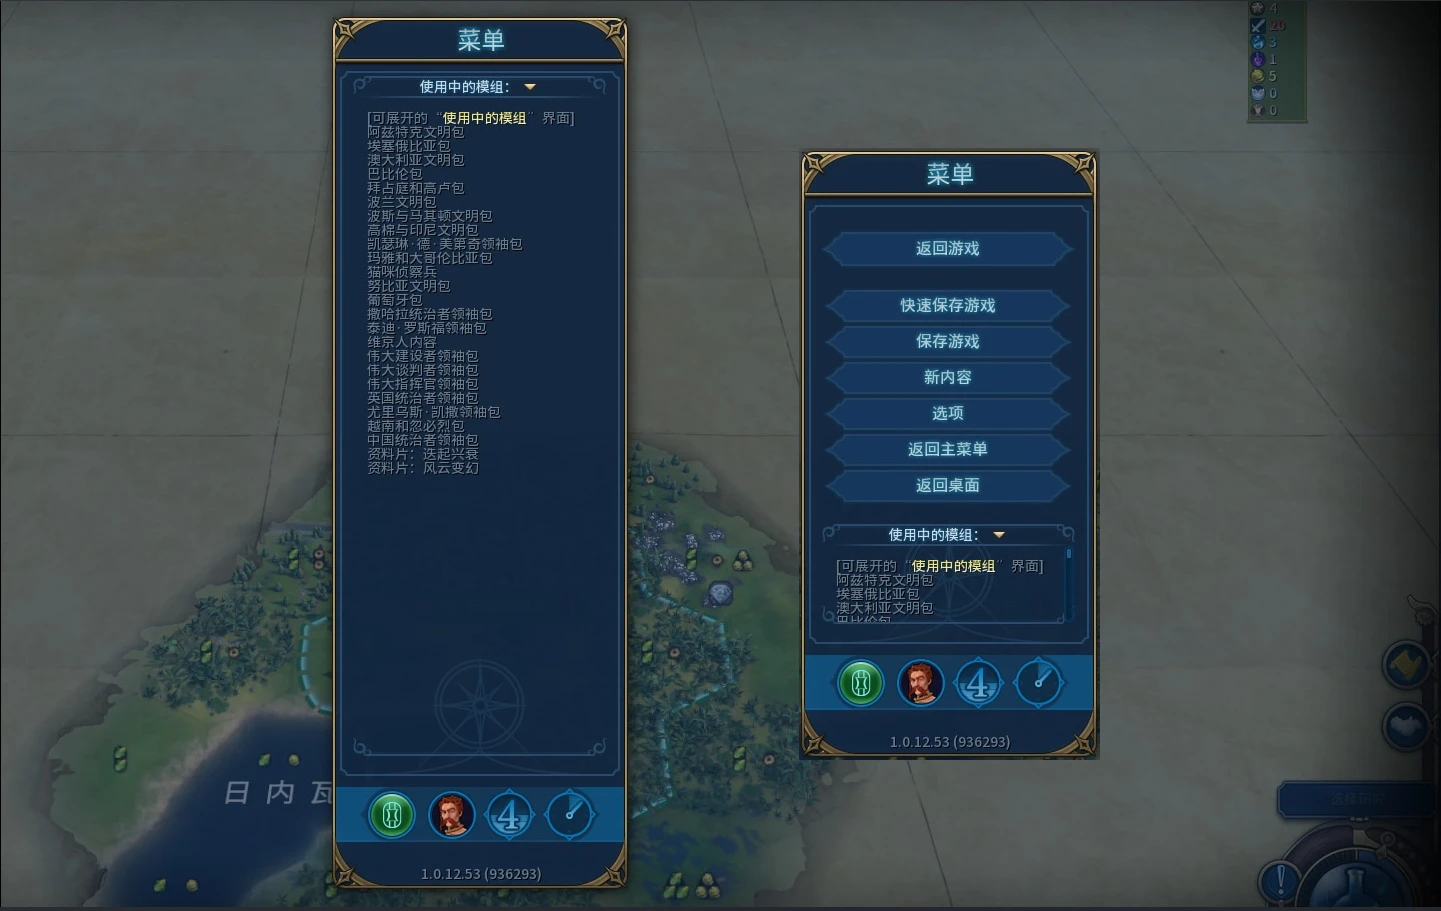 菜单
使用中的模组：
[可展开的“使用中的模组”界面]
阿兹特克文明包
埃塞俄比亚包
澳大利亚文明包
巴比伦包
拜占庭和高卢包
波兰文明包
波斯与马其顿文明包
高棉与印尼文明包
凯瑟琳·德·美第奇领袖包
玛雅和大哥伦比亚包
猫咪侦察兵
努比亚文明包
葡萄牙包
撒哈拉统治者领袖包
泰迪·罗斯福领袖包
维京人内容
伟大建设者领袖包
伟大谈判者领袖包
伟大指挥官领袖包
英国统治者领袖包
尤里乌斯·凯撒领袖包
越南和忽必烈包
中国统治者领袖包
资料片：迭起兴衰
资料片：风云变幻
4
1.0.12.53 (936293)
菜单
返回游戏
快速保存游戏
保存游戏
新内容
选项
返回主菜单
返回桌面
使用中的模组：
[可展开的“使用中的模组”界面]
阿兹特克文明包
埃塞俄比亚包
澳大利亚文明包
巴比伦包
4
1.0.12.53 (936293)
4
20
3
1
5
0
0
日内瓦